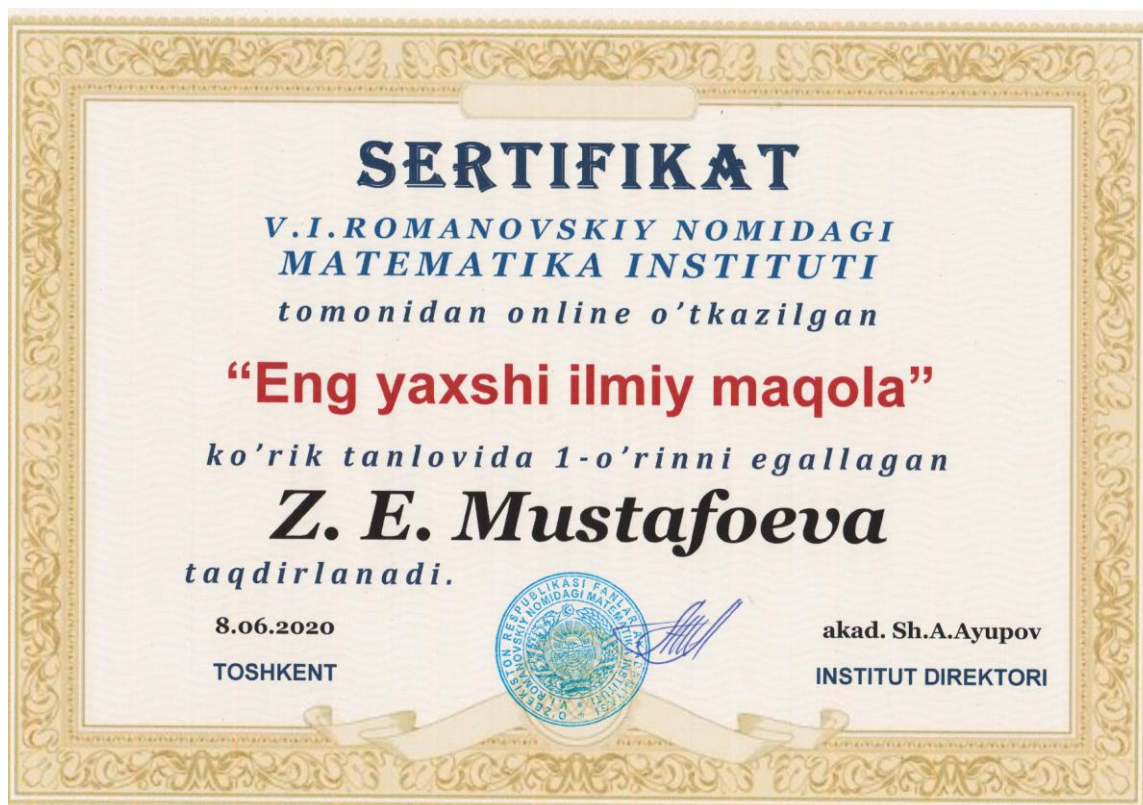 SERTIFIKAT
V.I.ROMANOVSKIY NOMIDAGI
MATEMATIKA INSTITUTI
tomonidan online o'tkazilgan
“Eng yaxshi ilmiy maqola”
ko'rik tanlovida 1-o'rinni egallagan
Z. E. Mustafoeva
taqdirlanadi.
8.06.2020
TOSHKENT
akad. Sh.A.Ayupov
INSTITUT DIREKTORI